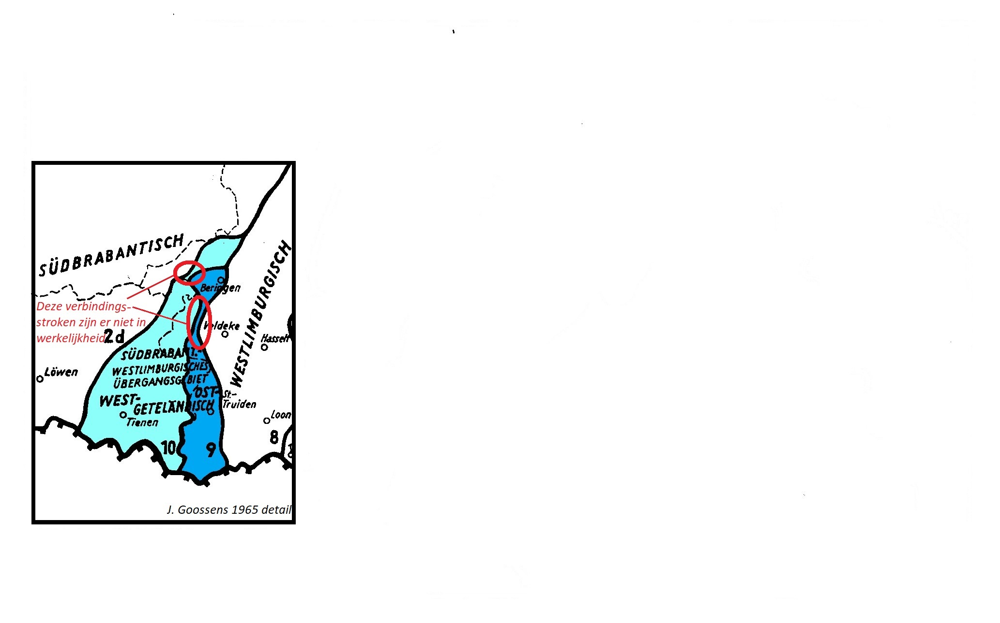 SÜDBRABANTISCH
Beringen
Deze verbindings-
stroken zijn er niet in
werkelijkheid
2d
Veldeke
Hasselt
WESTLIMBURGISCH
SÜDBRABANT.-
WESTLIMBURGISCHES
ÜBERGANGSGEBIET
Löwen
WEST-
OST-
GETELÄNDISCH
St.-
Truiden
Tienen
Loon
8
10
9
J. Goossens 1965 detail